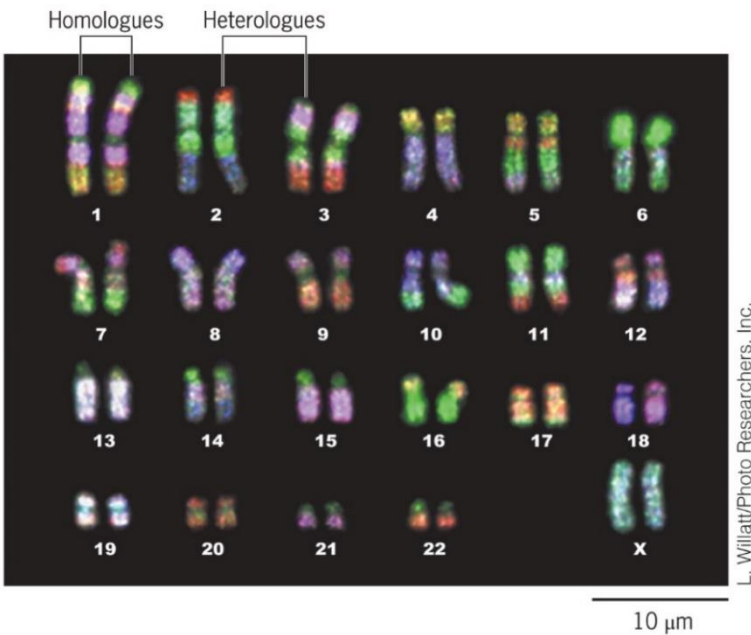 Homologues Heterologues
1 2 3 4 5 6
7 8 9 10 11 12
13 14 15 16 17 18
19 20 21 22 X
L. Willatt/Photo Researchers, Inc.
10 μm